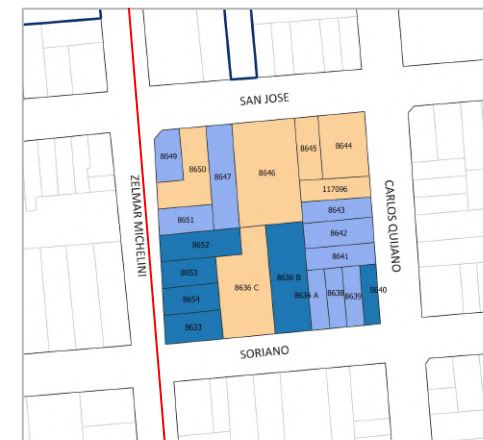 SAN JOSE
8649
8650
8647
8646
8645
8644
117096
8643
8651
8642
8652
8641
8653
8636 C
8636 B
8636 A
8638
8639
8640
8654
8633
ZELMAR MICHELINI
CARLOS QUIJANO
SORIANO